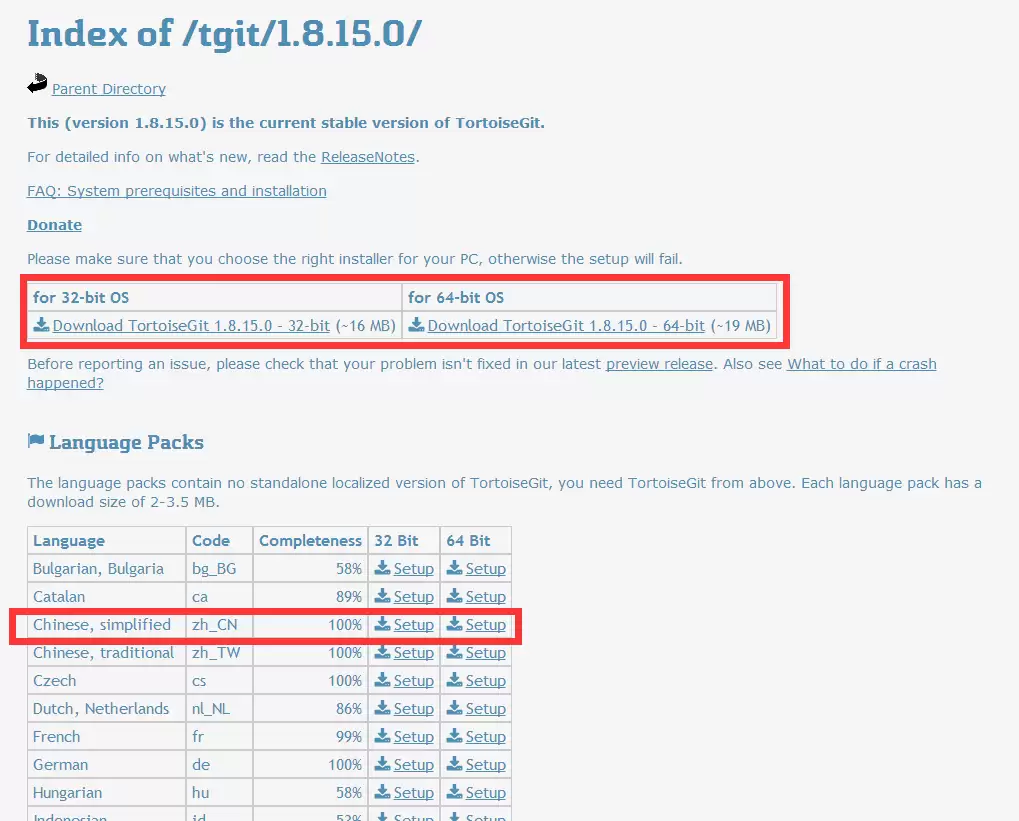 Index of /tgit/1.8.15.0/
Parent Directory
This (version 1.8.15.0) is the current stable version of TortoiseGit.
For detailed info on what's new, read the ReleaseNotes.
FAQ: System prerequisites and installation
Donate
Please make sure that you choose the right installer for your PC, otherwise the setup will fail.
for 32-bit OS for 64-bit OS
Download TortoiseGit 1.8.15.0 - 32-bit (~16 MB) Download TortoiseGit 1.8.15.0 - 64-bit (~19 MB)
Before reporting an issue, please check that your problem isn't fixed in our latest preview release. Also see What to do if a crash
happened?
Language Packs
The language packs contain no standalone localized version of TortoiseGit, you need TortoiseGit from above. Each language pack has a
download size of 2-3.5 MB.
Language Code Completeness 32 Bit 64 Bit
Bulgarian, Bulgaria bg_BG 58% Setup Setup
Catalan ca 89% Setup Setup
Chinese, simplified zh_CN 100% Setup Setup
Chinese, traditional zh_TW 100% Setup Setup
Czech cs 100% Setup Setup
Dutch, Netherlands nl_NL 86% Setup Setup
French fr 99% Setup Setup
German de 100% Setup Setup
Hungarian hu 58% Setup Setup
Indonesian id 52% Setup Setup